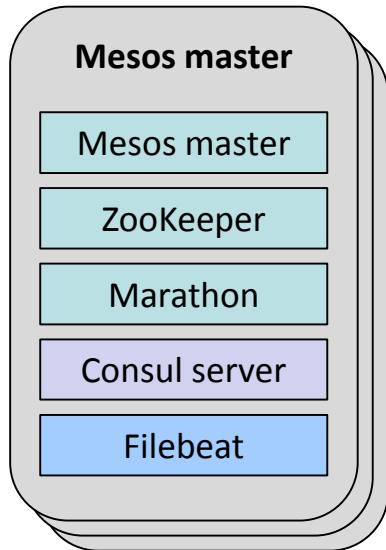 Mesos master
Mesos master
ZooKeeper
Marathon
Consul server
Filebeat